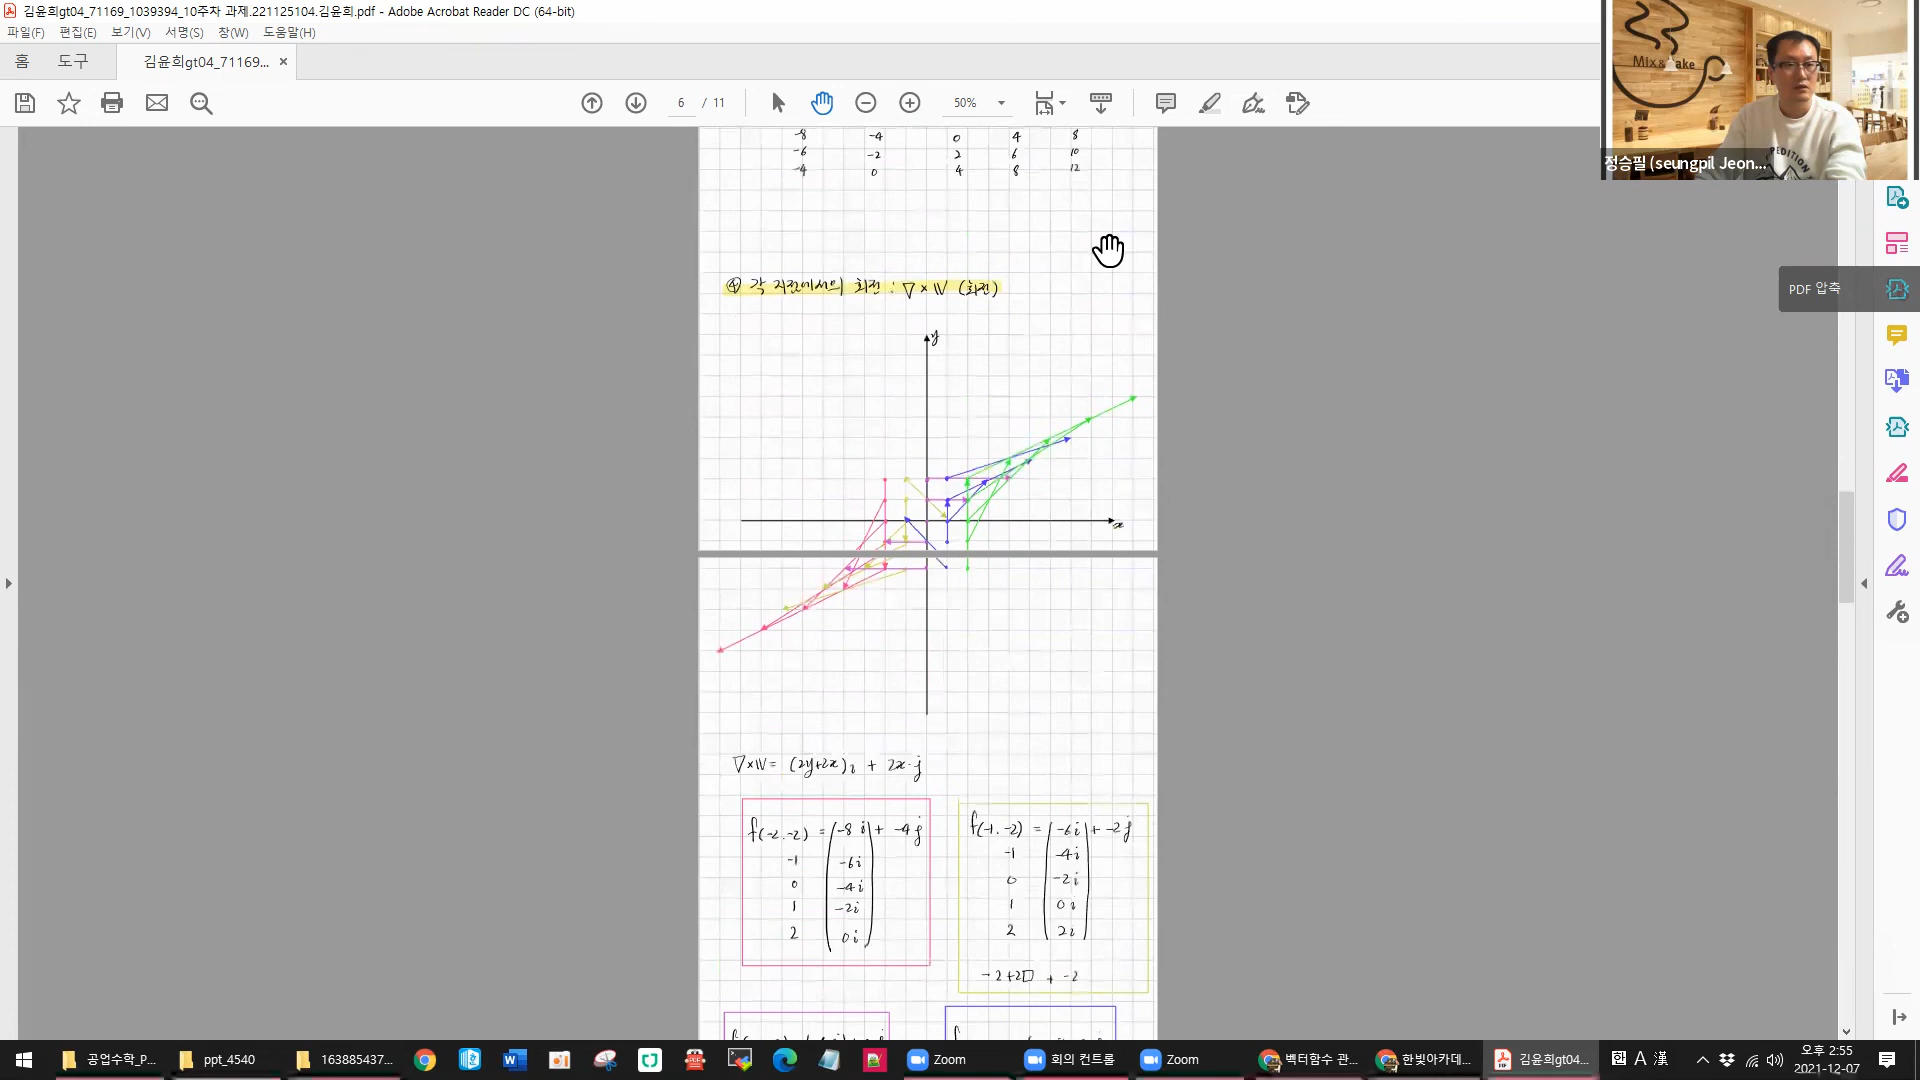 김윤희gt04_71169_1039394_10주차 과제.221125104.김윤희.pdf - Adobe Acrobat Reader DC (64-bit)
파일(F) 편집(E) 보기(V) 서명(S) 창(W) 도움말(H)
홈 도구 김윤희gt04_71169... ×
6 / 11 50%
Mix & ake
정승필 (seungpil Jeon...
PEDITION
PDF 압축
-8 -4 0 4 8
-6 -2 2 6 10
-4 0 4 8 12
④ 각 지점에서의 회전 : ∇×V (회전)
y
x
∇×V = (2y+2x)i + 2x·j
f(-2,-2) = (-8i) + -4j
-1 -6i
0 -4i
1 -2i
2 0i
f(-1,-2) = (-6i) + -2j
-1 -4i
0 -2i
1 0i
2 2i
-2+2□ + -2
공업수학_P... ppt_4540 163885437... Zoom 회의 컨트롤 Zoom 벡터함수 관... 한빛아카데... 김윤희gt04... 한 A 漢 오후 2:55
2021-12-07